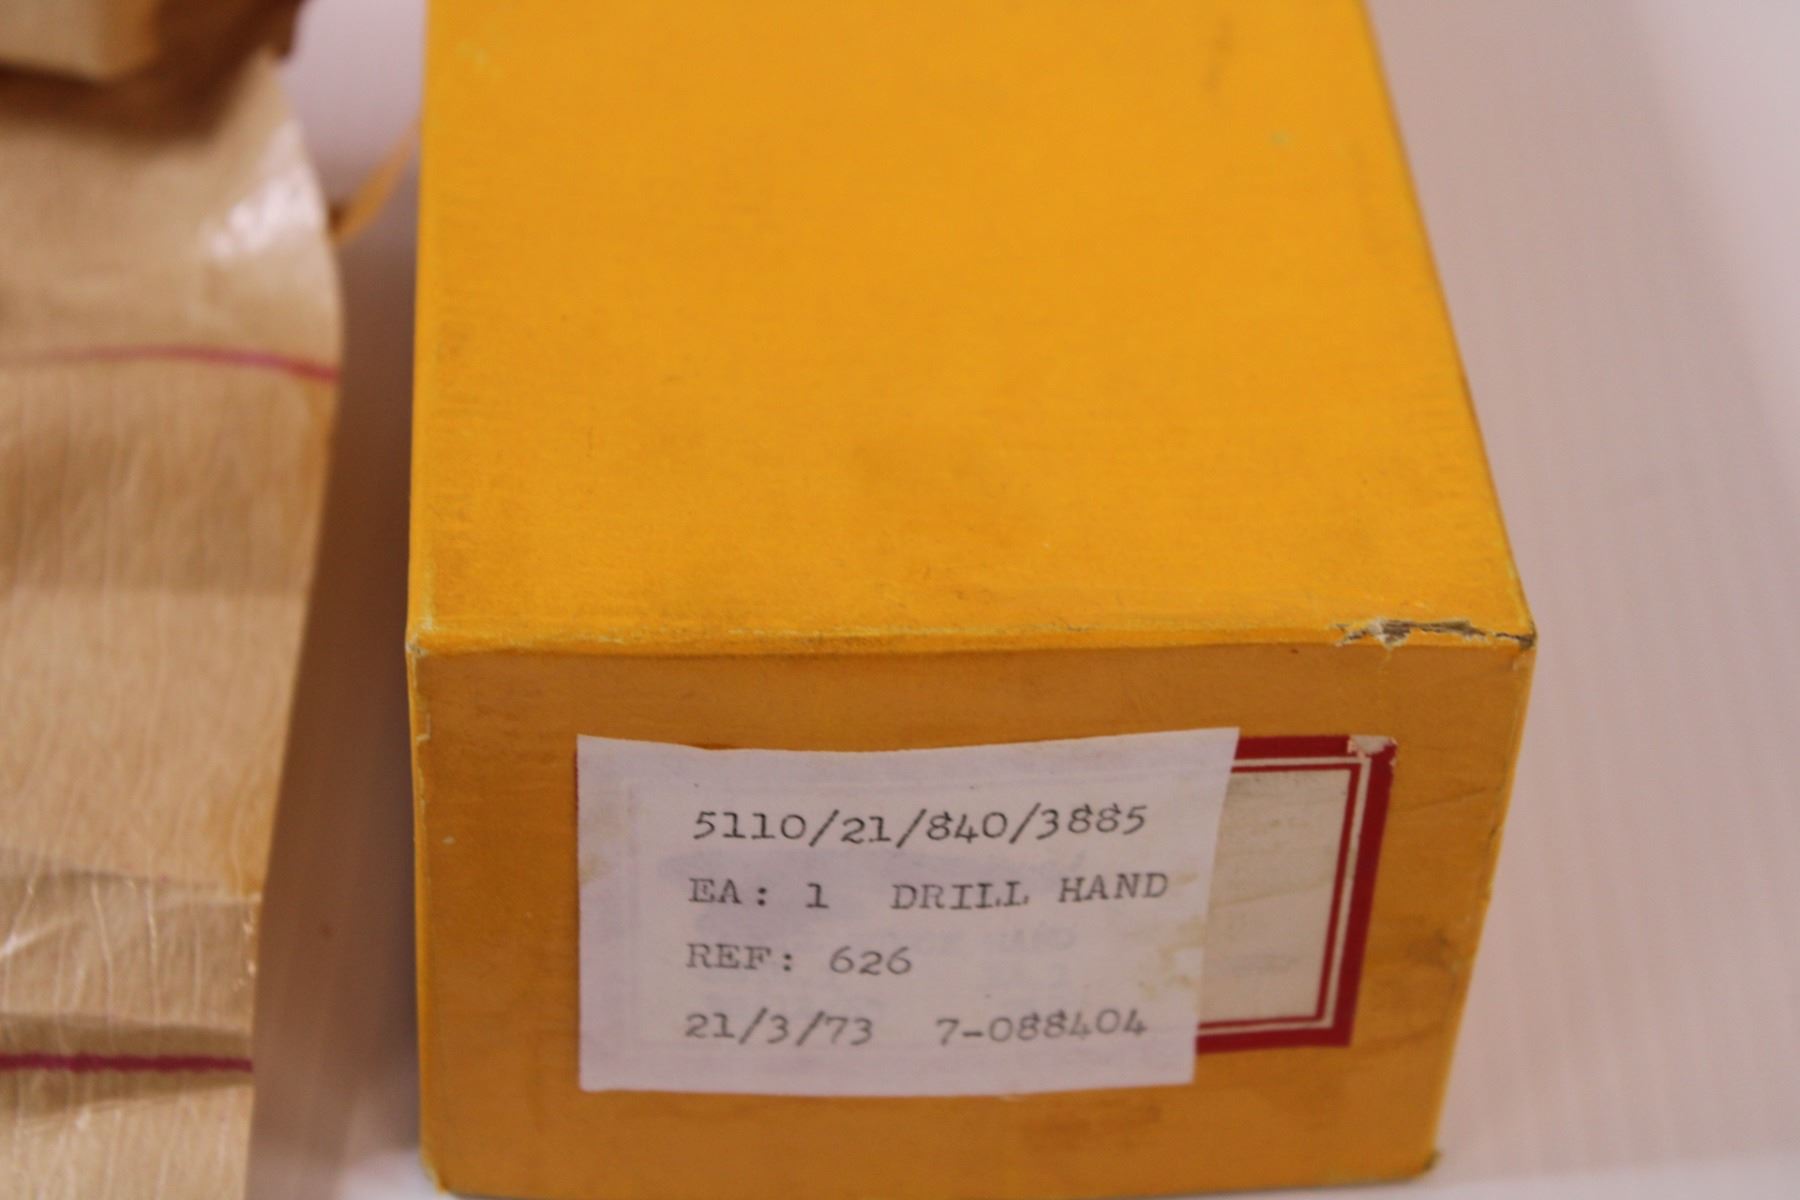 5110/21/840/3885
EA: 1 DRILL HAND
REF: 626
21/3/73 7-088404